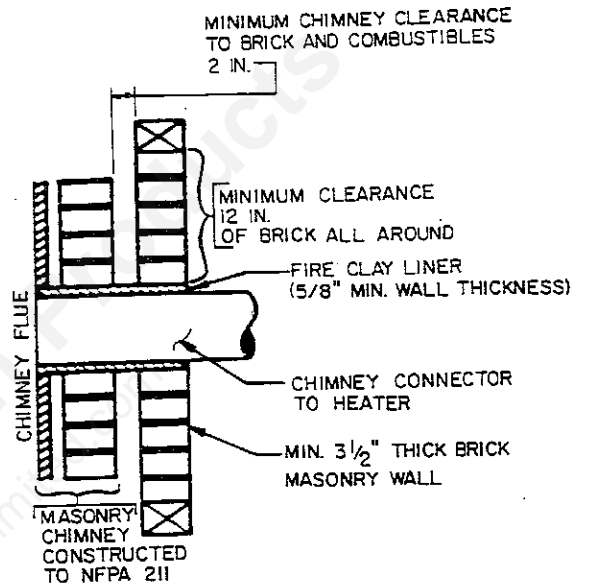 MINIMUM CHIMNEY CLEARANCE
TO BRICK AND COMBUSTIBLES
2 IN.
MINIMUM CLEARANCE
12 IN.
OF BRICK ALL AROUND
FIRE CLAY LINER
(5/8" MIN. WALL THICKNESS)
CHIMNEY FLUE
CHIMNEY CONNECTOR
TO HEATER
MIN. 3 1/2" THICK BRICK
MASONRY WALL
MASONRY
CHIMNEY
CONSTRUCTED
TO NFPA 211
Products